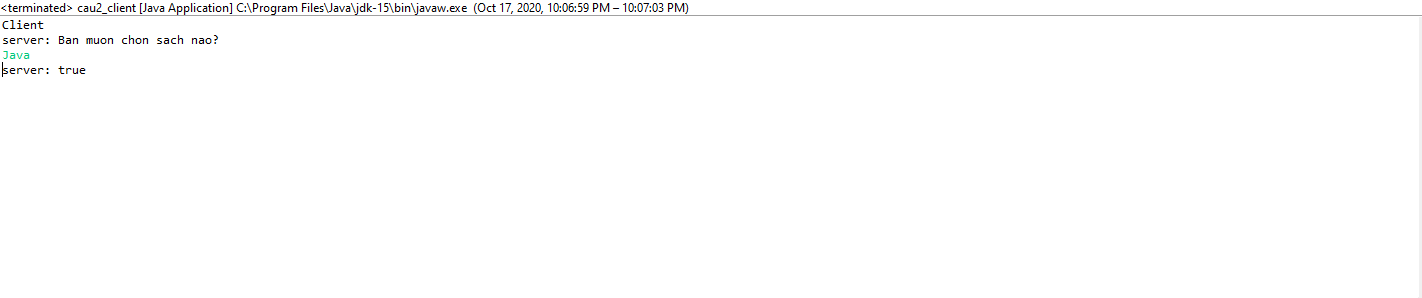 <terminated> cau2_client [Java Application] C:\Program Files\Java\jdk-15\bin\javaw.exe (Oct 17, 2020, 10:06:59 PM – 10:07:03 PM)
Client
server: Ban muon chon sach nao?
Java
server: true